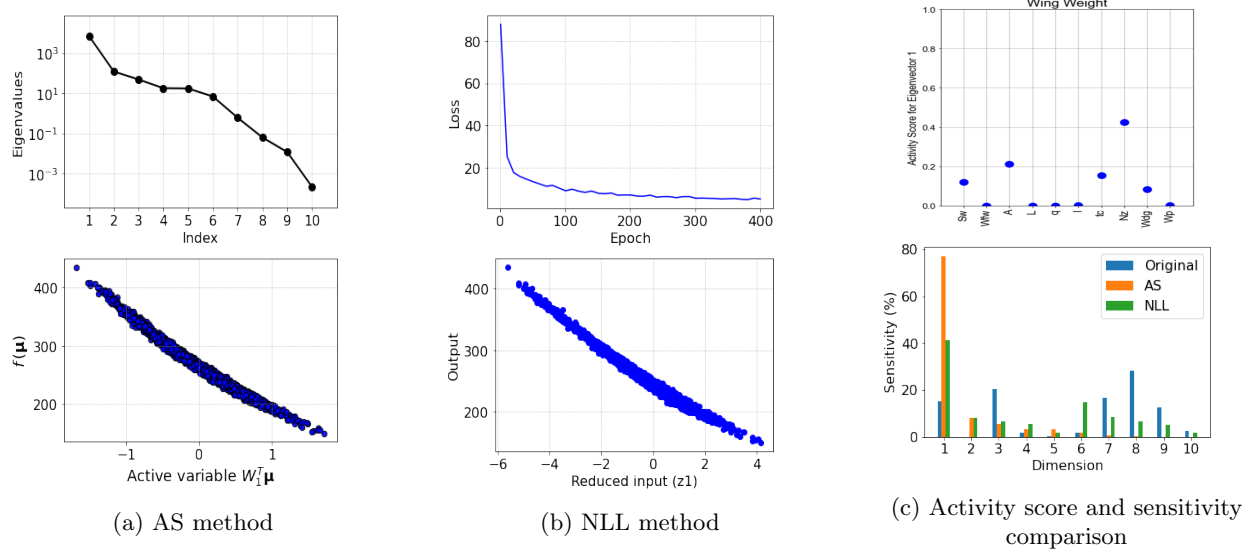 Eigenvalues
10^3
10^1
10^-1
10^-3
1 2 3 4 5 6 7 8 9 10
Index
f(μ)
400
300
200
−1 0 1
Active variable W_1^T μ
(a) AS method
Loss
80
60
40
20
0 100 200 300 400
Epoch
Output
400
300
200
−6 −4 −2 0 2 4
Reduced input (z1)
(b) NLL method
Wing Weight
Activity Score for Eigenvector 1
1.0
0.8
0.6
0.4
0.2
0.0
Sw Wfw A L q l tc Nz Wdg Wp
Sensitivity (%)
80
60
40
20
0
Original
AS
NLL
1 2 3 4 5 6 7 8 9 10
Dimension
(c) Activity score and sensitivity
comparison